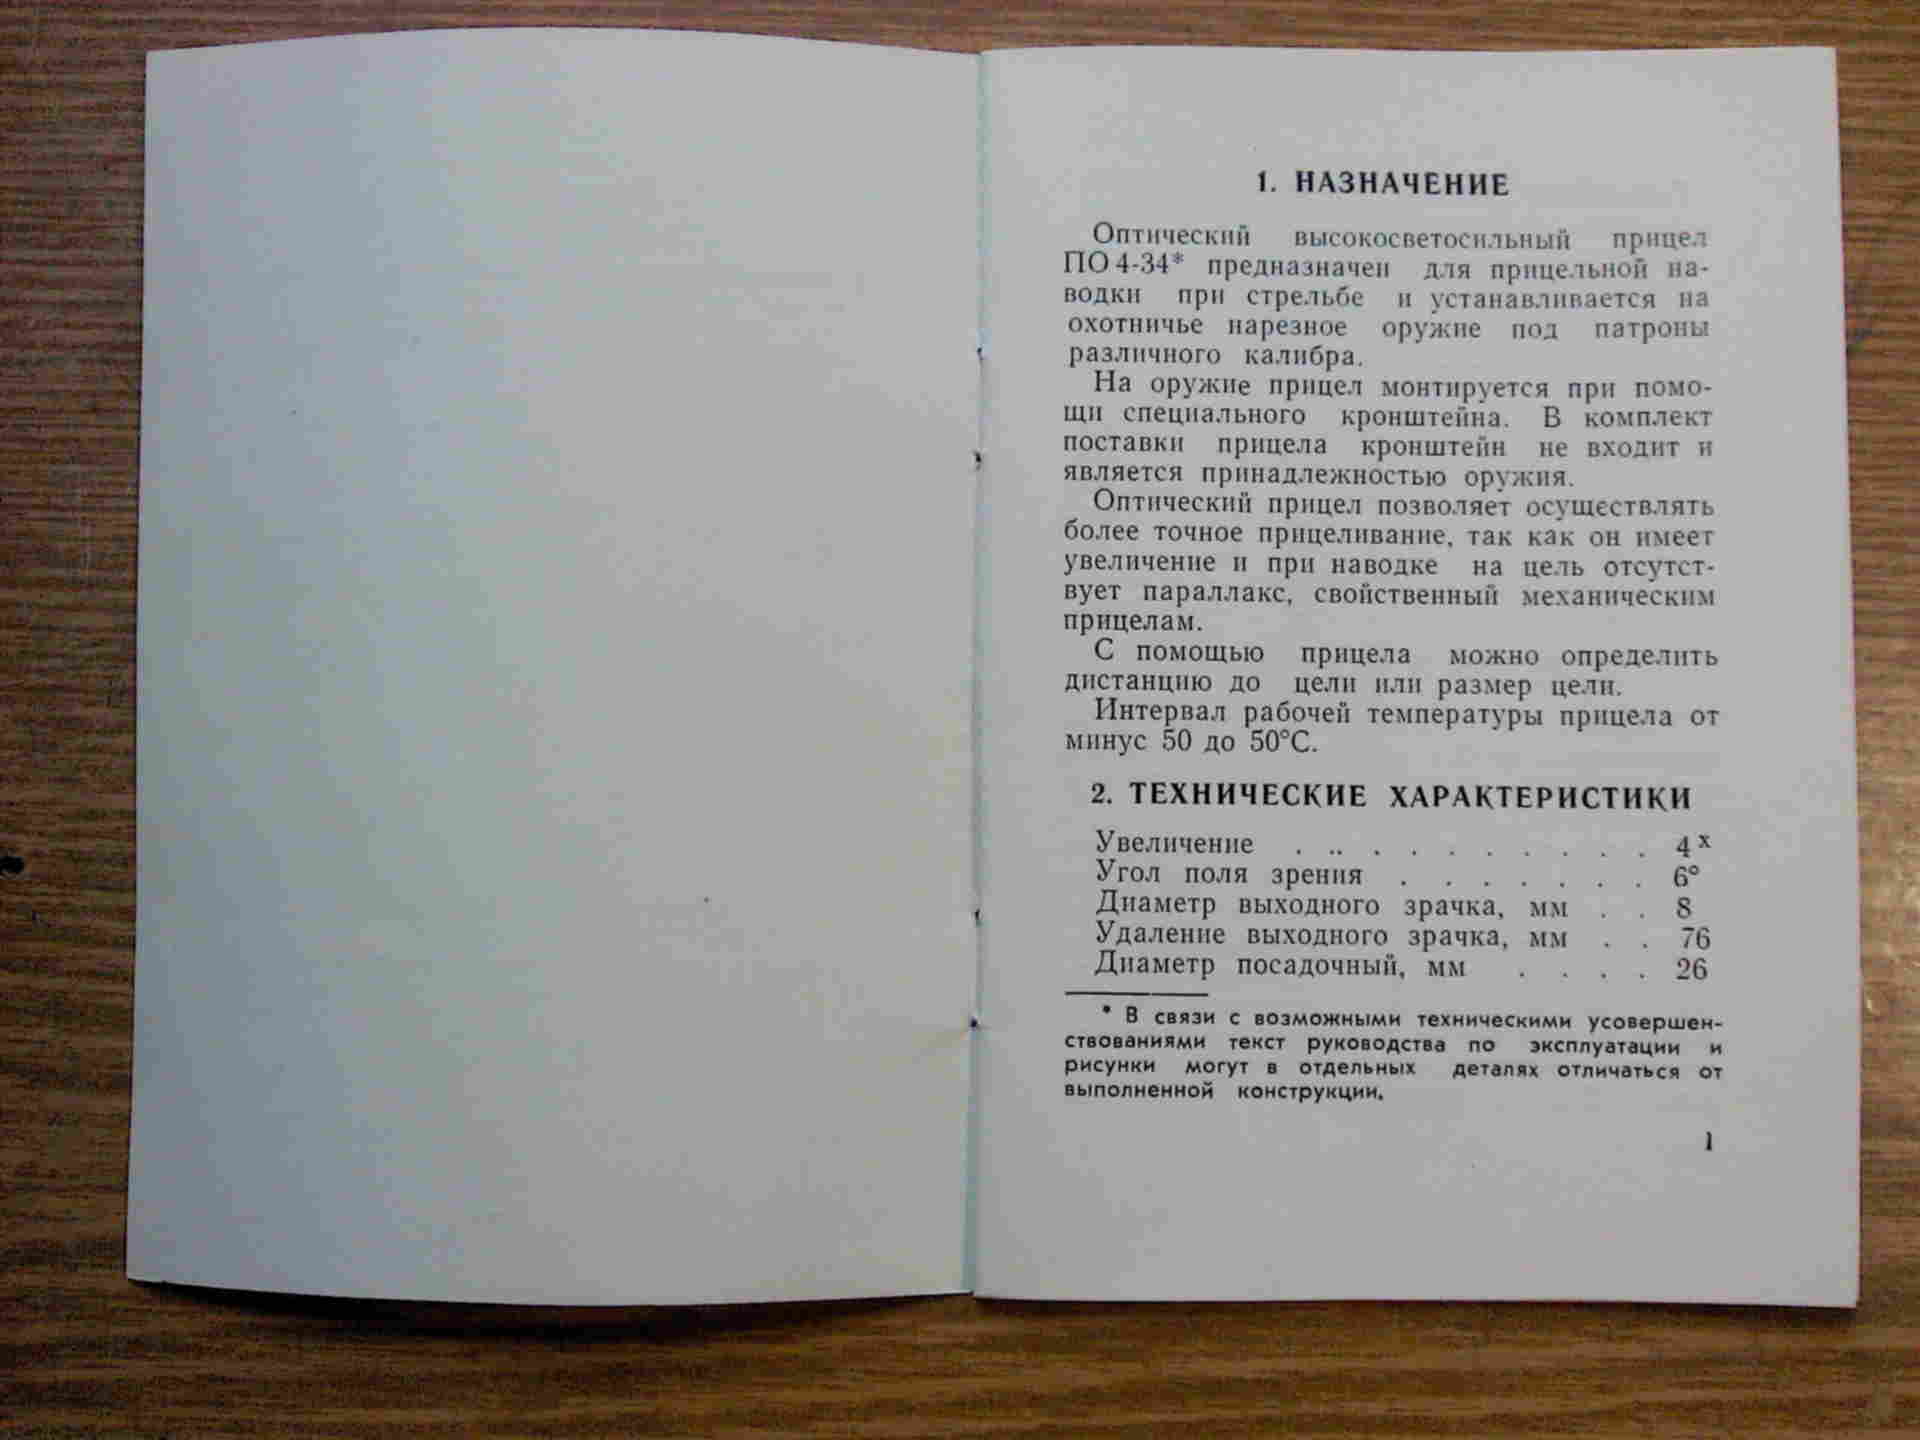 1. НАЗНАЧЕНИЕ
Оптический высокосветосильный прицел
ПО 4-34* предназначен для прицельной на-
водки при стрельбе и устанавливается на
охотничье нарезное оружие под патроны
различного калибра.
На оружие прицел монтируется при помо-
щи специального кронштейна. В комплект
поставки прицела кронштейн не входит и
является принадлежностью оружия.
Оптический прицел позволяет осуществлять
более точное прицеливание, так как он имеет
увеличение и при наводке на цель отсутст-
вует параллакс, свойственный механическим
прицелам.
С помощью прицела можно определить
дистанцию до цели или размер цели.
Интервал рабочей температуры прицела от
минус 50 до 50°С.
2. ТЕХНИЧЕСКИЕ ХАРАКТЕРИСТИКИ
Увеличение . .. . . . . . . . . 4ˣ
Угол поля зрения . . . . . . . 6°
Диаметр выходного зрачка, мм . . 8
Удаление выходного зрачка, мм . . 76
Диаметр посадочный, мм . . . . 26
* В связи с возможными техническими усовершен-
ствованиями текст руководства по эксплуатации и
рисунки могут в отдельных деталях отличаться от
выполненной конструкции.
1